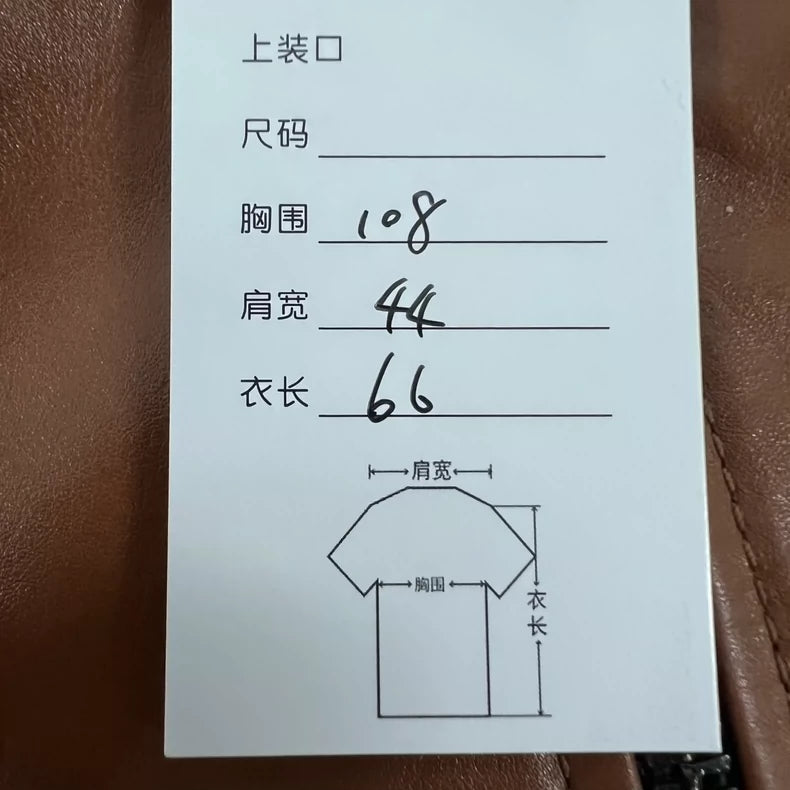 上装口
尺码
胸围 108
肩宽 44
衣长 66
肩宽
胸围
衣长